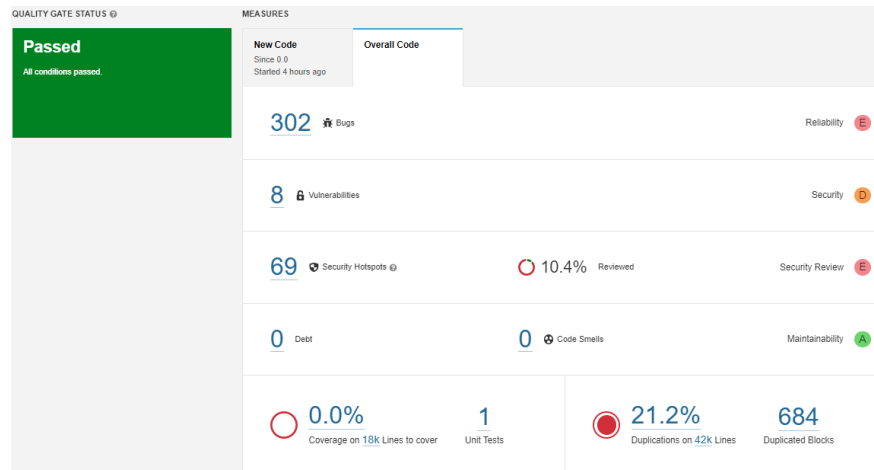 QUALITY GATE STATUS
MEASURES
Passed
All conditions passed.
New Code
Since 0.0
Started 4 hours ago
Overall Code
302 Bugs
Reliability E
8 Vulnerabilities
Security D
69 Security Hotspots
10.4% Reviewed
Security Review E
0 Debt
0 Code Smells
Maintainability A
0.0%
Coverage on 18k Lines to cover
1
Unit Tests
21.2%
Duplications on 42k Lines
684
Duplicated Blocks